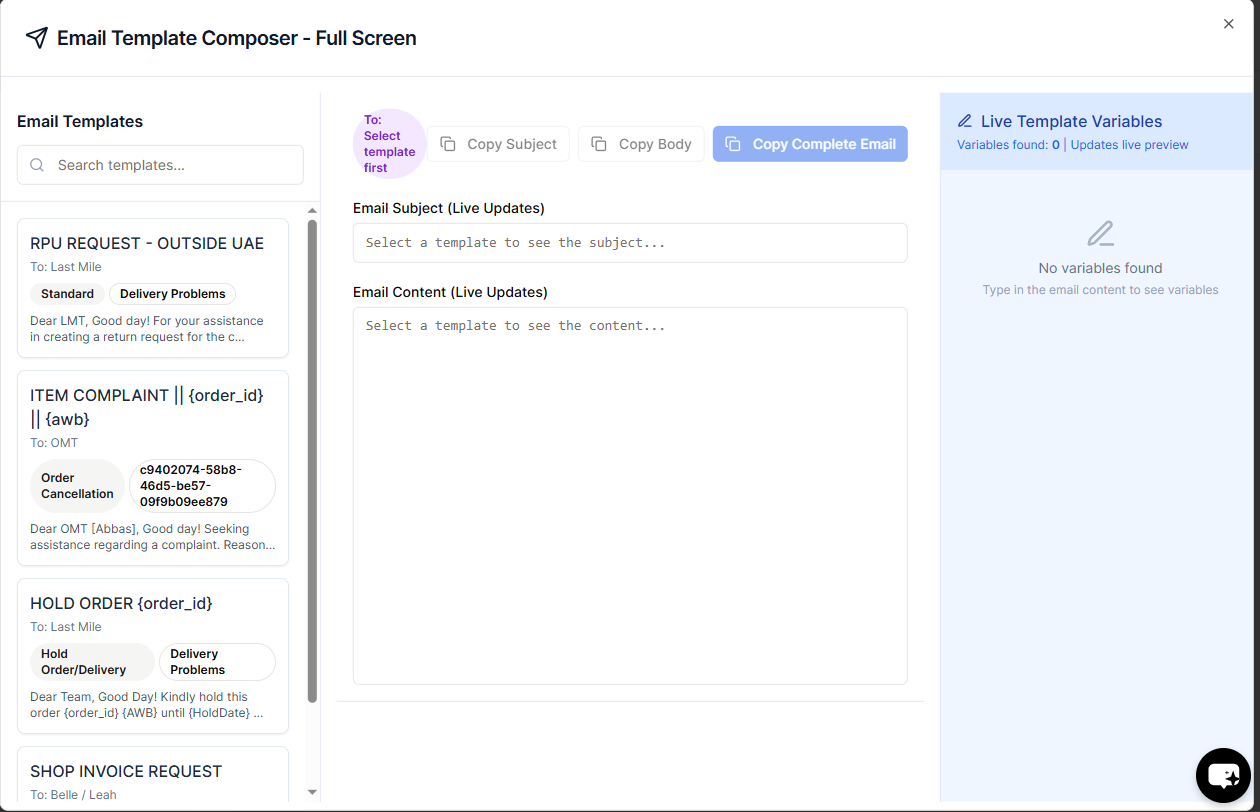 Email Template Composer - Full Screen
Email Templates
Search templates...
RPU REQUEST - OUTSIDE UAE
To: Last Mile
Standard
Delivery Problems
Dear LMT, Good day! For your assistance
in creating a return request for the c...
ITEM COMPLAINT || {order_id}
|| {awb}
To: OMT
Order
Cancellation
c9402074-58b8-
46d5-be57-
09f9b09ee879
Dear OMT [Abbas], Good day! Seeking
assistance regarding a complaint. Reason...
HOLD ORDER {order_id}
To: Last Mile
Hold
Order/Delivery
Delivery
Problems
Dear Team, Good Day! Kindly hold this
order {order_id} {AWB} until {HoldDate} ...
SHOP INVOICE REQUEST
To: Belle / Leah
To:
Select
template
first
Copy Subject
Copy Body
Copy Complete Email
Email Subject (Live Updates)
Select a template to see the subject...
Email Content (Live Updates)
Select a template to see the content...
Live Template Variables
Variables found: 0 | Updates live preview
No variables found
Type in the email content to see variables